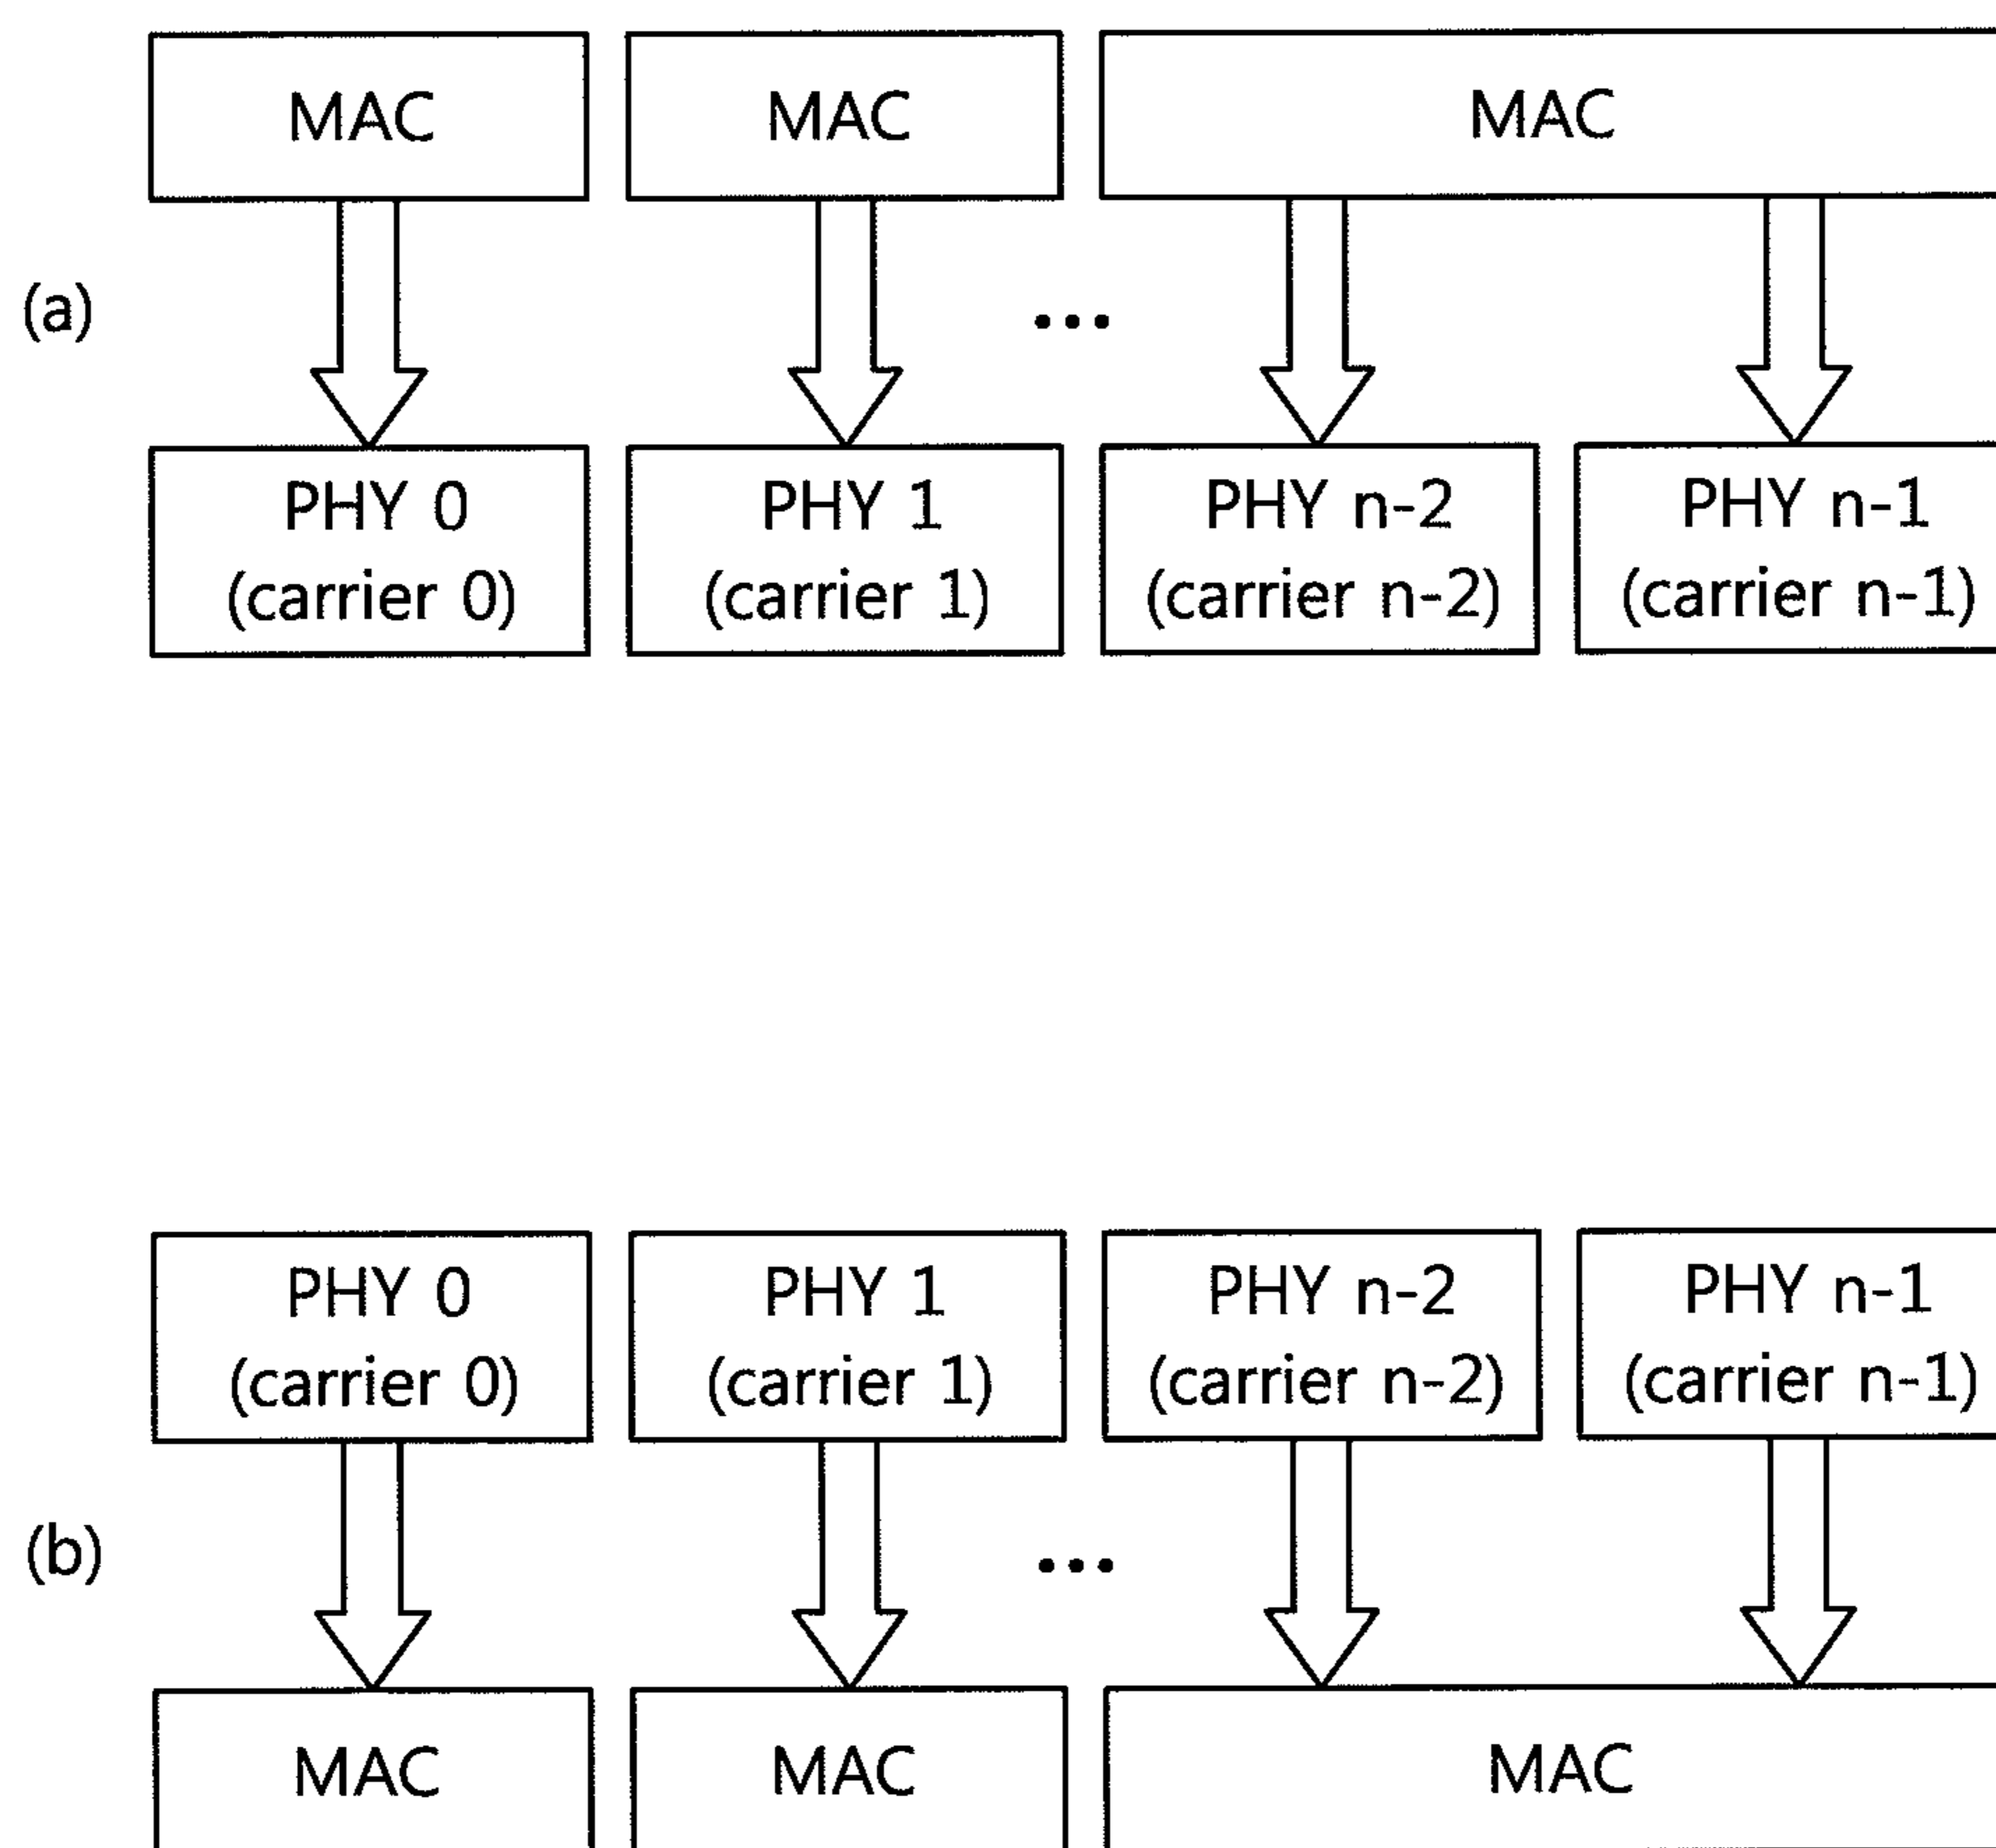 MAC MAC MAC
(a)
...
PHY 0 PHY 1 PHY n-2 PHY n-1
(carrier 0) (carrier 1) (carrier n-2) (carrier n-1)
PHY 0 PHY 1 PHY n-2 PHY n-1
(carrier 0) (carrier 1) (carrier n-2) (carrier n-1)
(b)
...
MAC MAC MAC